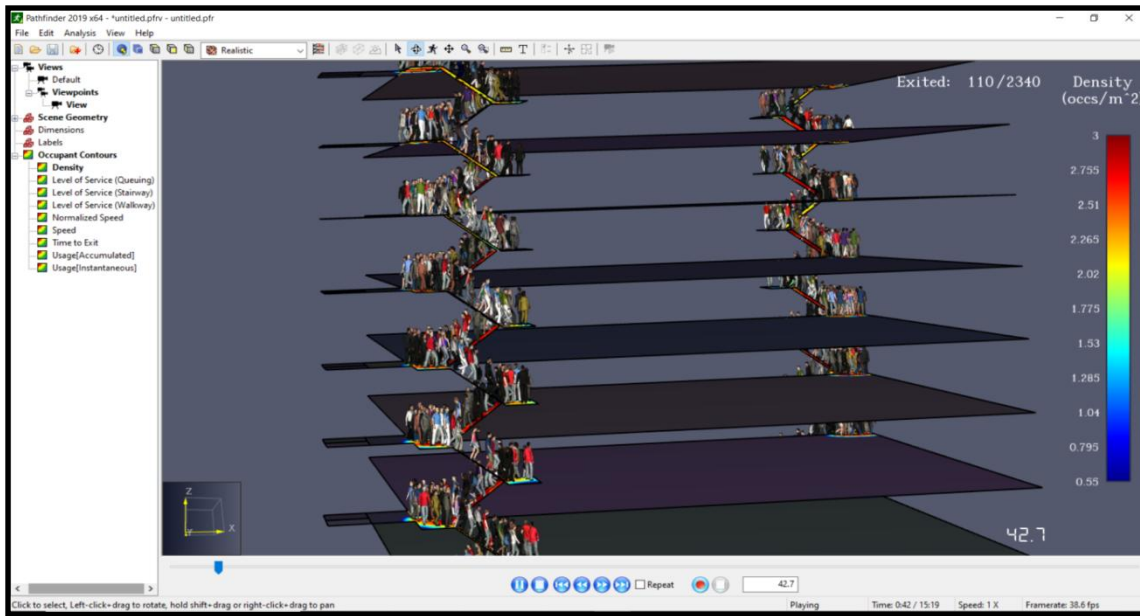 Pathfinder 2019 x64 - *untitled.pfrv - untitled.pfr
File Edit Analysis View Help
Realistic
Views
Default
Viewpoints
View
Scene Geometry
Dimensions
Labels
Occupant Contours
Density
Level of Service (Queuing)
Level of Service (Stairway)
Level of Service (Walkway)
Normalized Speed
Speed
Time to Exit
Usage[Accumulated]
Usage[Instantaneous]
Exited: 110/2340
Density
(occs/m^2)
3
2.755
2.51
2.265
2.02
1.775
1.53
1.285
1.04
0.795
0.55
Z
X
42.7
Repeat
42.7
Click to select, Left-click+drag to rotate, hold shift+drag or right-click+drag to pan
Playing
Time: 0:42 / 15:19
Speed: 1 X
Framerate: 38.6 fps